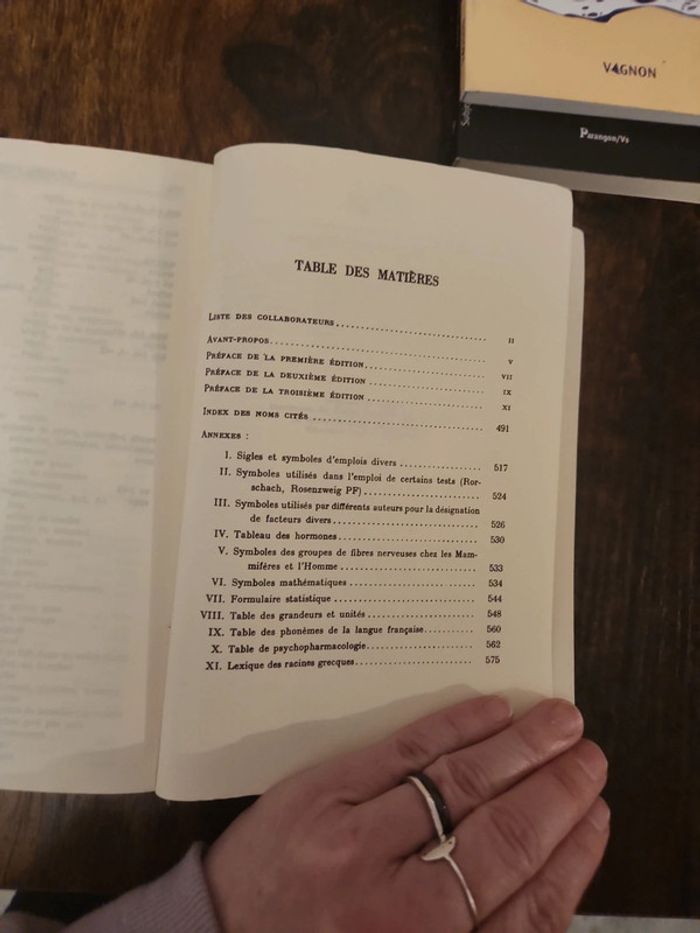 VAGNON
Parangon/Vs
TABLE DES MATIÈRES
LISTE DES COLLABORATEURS II
AVANT-PROPOS V
PRÉFACE DE LA PREMIÈRE ÉDITION VII
PRÉFACE DE LA DEUXIÈME ÉDITION IX
PRÉFACE DE LA TROISIÈME ÉDITION XI
INDEX DES NOMS CITÉS 491
ANNEXES :
I. Sigles et symboles d'emplois divers 517
II. Symboles utilisés dans l'emploi de certains tests (Ror-
schach, Rosenzweig PF) 524
III. Symboles utilisés par différents auteurs pour la désignation
de facteurs divers 526
IV. Tableau des hormones 530
V. Symboles des groupes de fibres nerveuses chez les Mam-
mifères et l'Homme 533
VI. Symboles mathématiques 534
VII. Formulaire statistique 544
VIII. Table des grandeurs et unités 548
IX. Table des phonèmes de la langue française 560
X. Table de psychopharmacologie 562
XI. Lexique des racines grecques 575